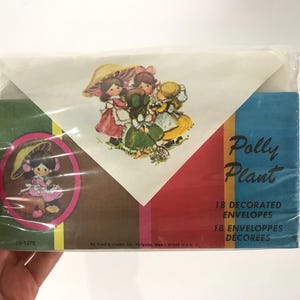 Polly
Plant
18 DECORATED
ENVELOPES
18 ENVELOPPES
DÉCORÉES